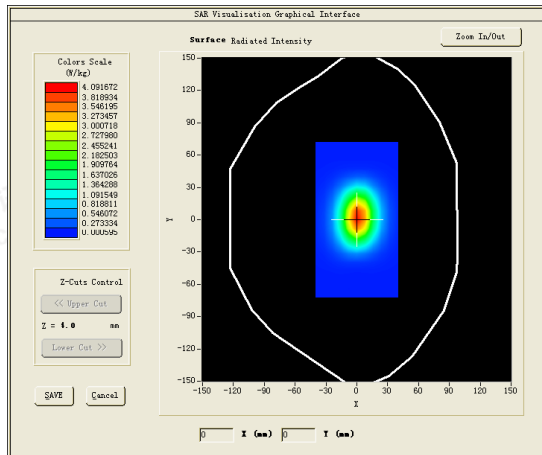 SAR Visualisation Graphical Interface
Surface Radiated Intensity
Zoom In/Out
Colors Scale
(W/kg)
4.091672
3.818934
3.546195
3.273457
3.000718
2.727980
2.455241
2.182503
1.909764
1.637026
1.364288
1.091549
0.818811
0.546072
0.273334
0.000595
Z-Cuts Control
<< Upper Cut
Z = 4.0 mm
Lower Cut >>
SAVE Cancel
150
120
90
60
30
0
-30
-60
-90
-120
-150
Y
-150 -120 -90 -60 -30 0 30 60 90 120 150
X
0 X (mm) 0 Y (mm)